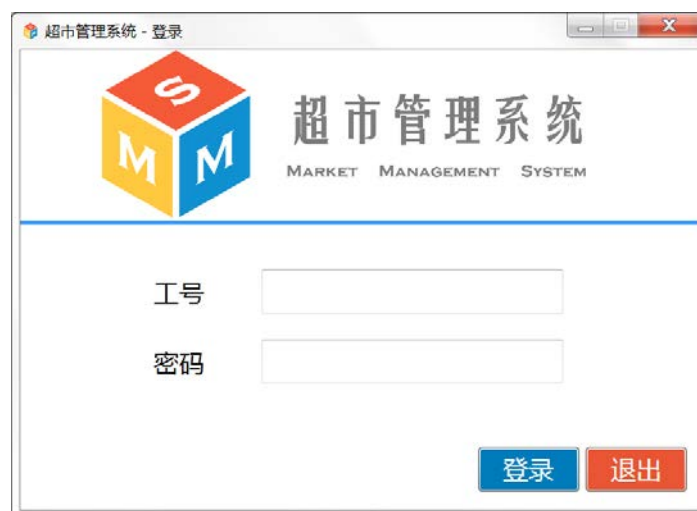 超市管理系统 - 登录
S
M M
超市管理系统
MARKET MANAGEMENT SYSTEM
工号
密码
登录 退出